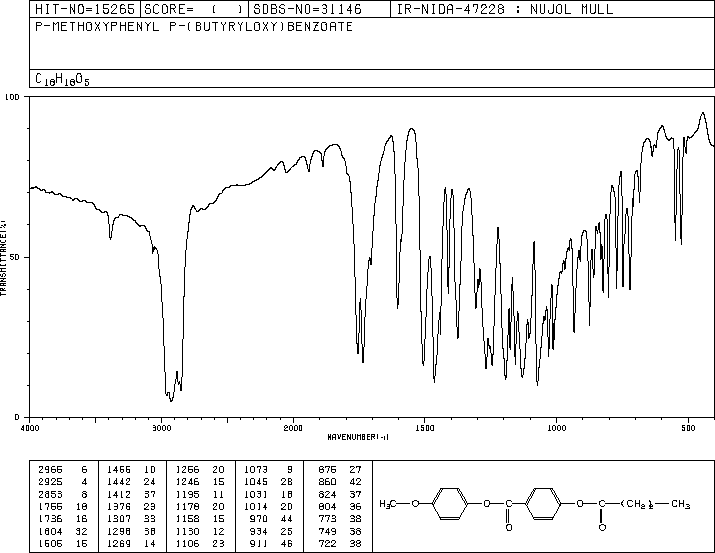 HIT-NO=15265 SCORE= ( ) SDBS-NO=31146 IR-NIDA-47228 : NUJOL MULL
P-METHOXYPHENYL P-(BUTYRYLOXY)BENZOATE
C18H18O5
100
50
0
TRANSMITTANCE(%)
4000 3000 2000 1500 1000 500
WAVENUMBER(-1)
2965 6 1466 10 1256 20 1073 9 876 27
2925 4 1442 24 1246 15 1045 28 860 42
2853 8 1412 37 1195 11 1031 18 824 37
1755 18 1376 23 1178 20 1014 20 804 36
1736 16 1307 33 1158 15 970 44 773 38
1604 32 1298 38 1130 12 934 25 749 38
1505 15 1269 14 1106 23 911 46 722 38
H3C O O C O C (CH2)2 CH3
O O